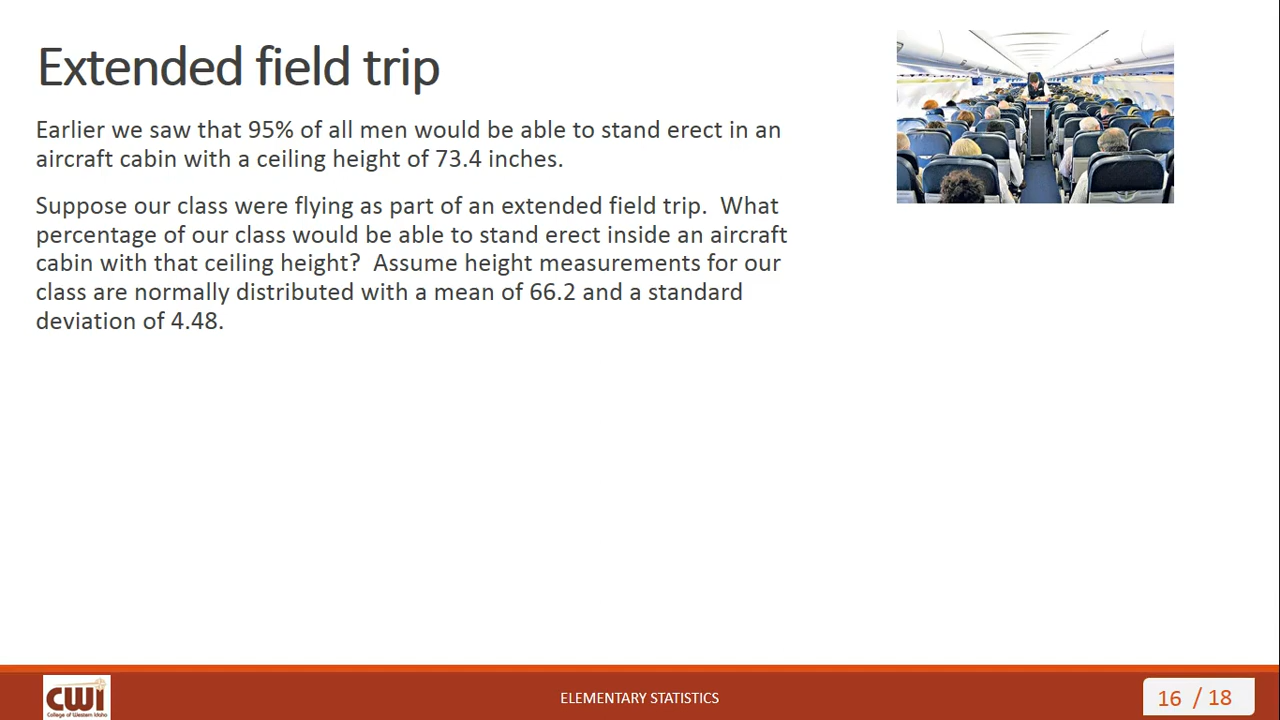 Extended field trip
Earlier we saw that 95% of all men would be able to stand erect in an
aircraft cabin with a ceiling height of 73.4 inches.
Suppose our class were flying as part of an extended field trip.  What
percentage of our class would be able to stand erect inside an aircraft
cabin with that ceiling height?  Assume height measurements for our
class are normally distributed with a mean of 66.2 and a standard
deviation of 4.48.
CWI
College of Western Idaho
ELEMENTARY STATISTICS
16 / 18